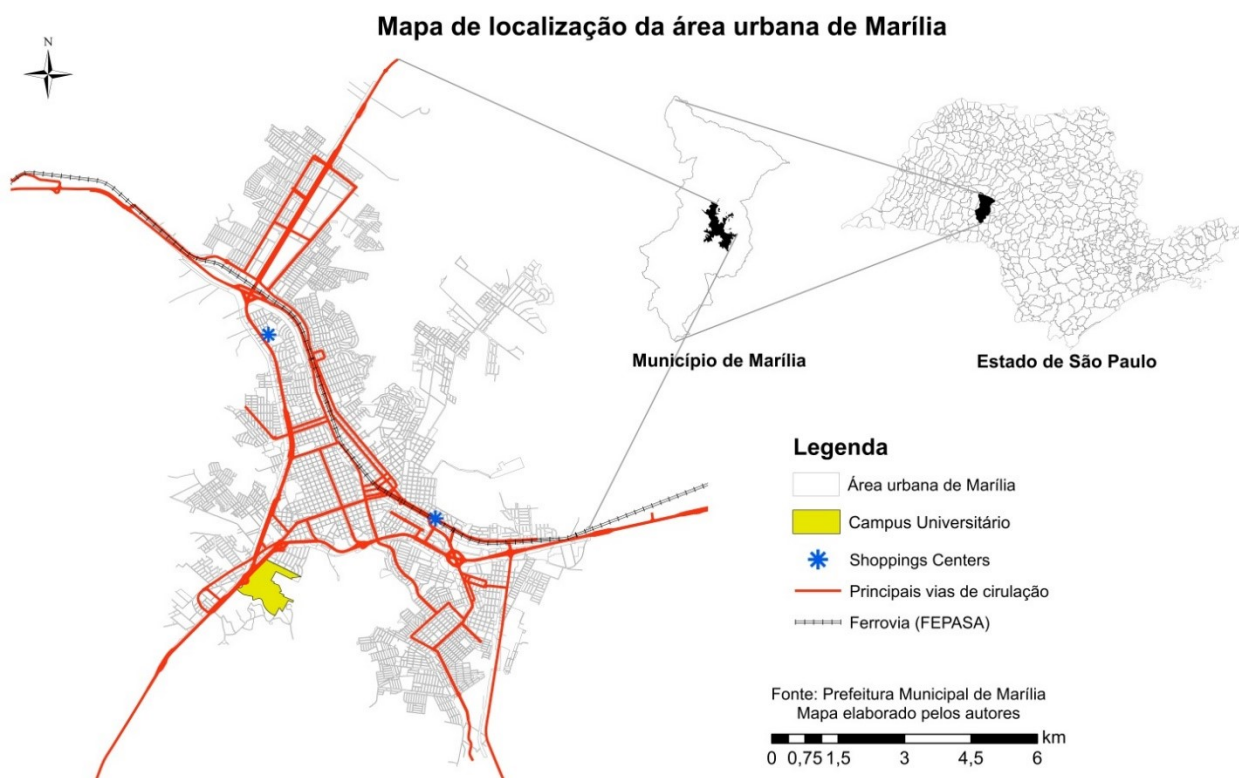 Mapa de localização da área urbana de Marília
N
Município de Marília
Estado de São Paulo
Legenda
Área urbana de Marília
Campus Universitário
Shoppings Centers
Principais vias de cirulação
Ferrovia (FEPASA)
Fonte: Prefeitura Municipal de Marília
Mapa elaborado pelos autores
km
0 0,75 1,5 3 4,5 6